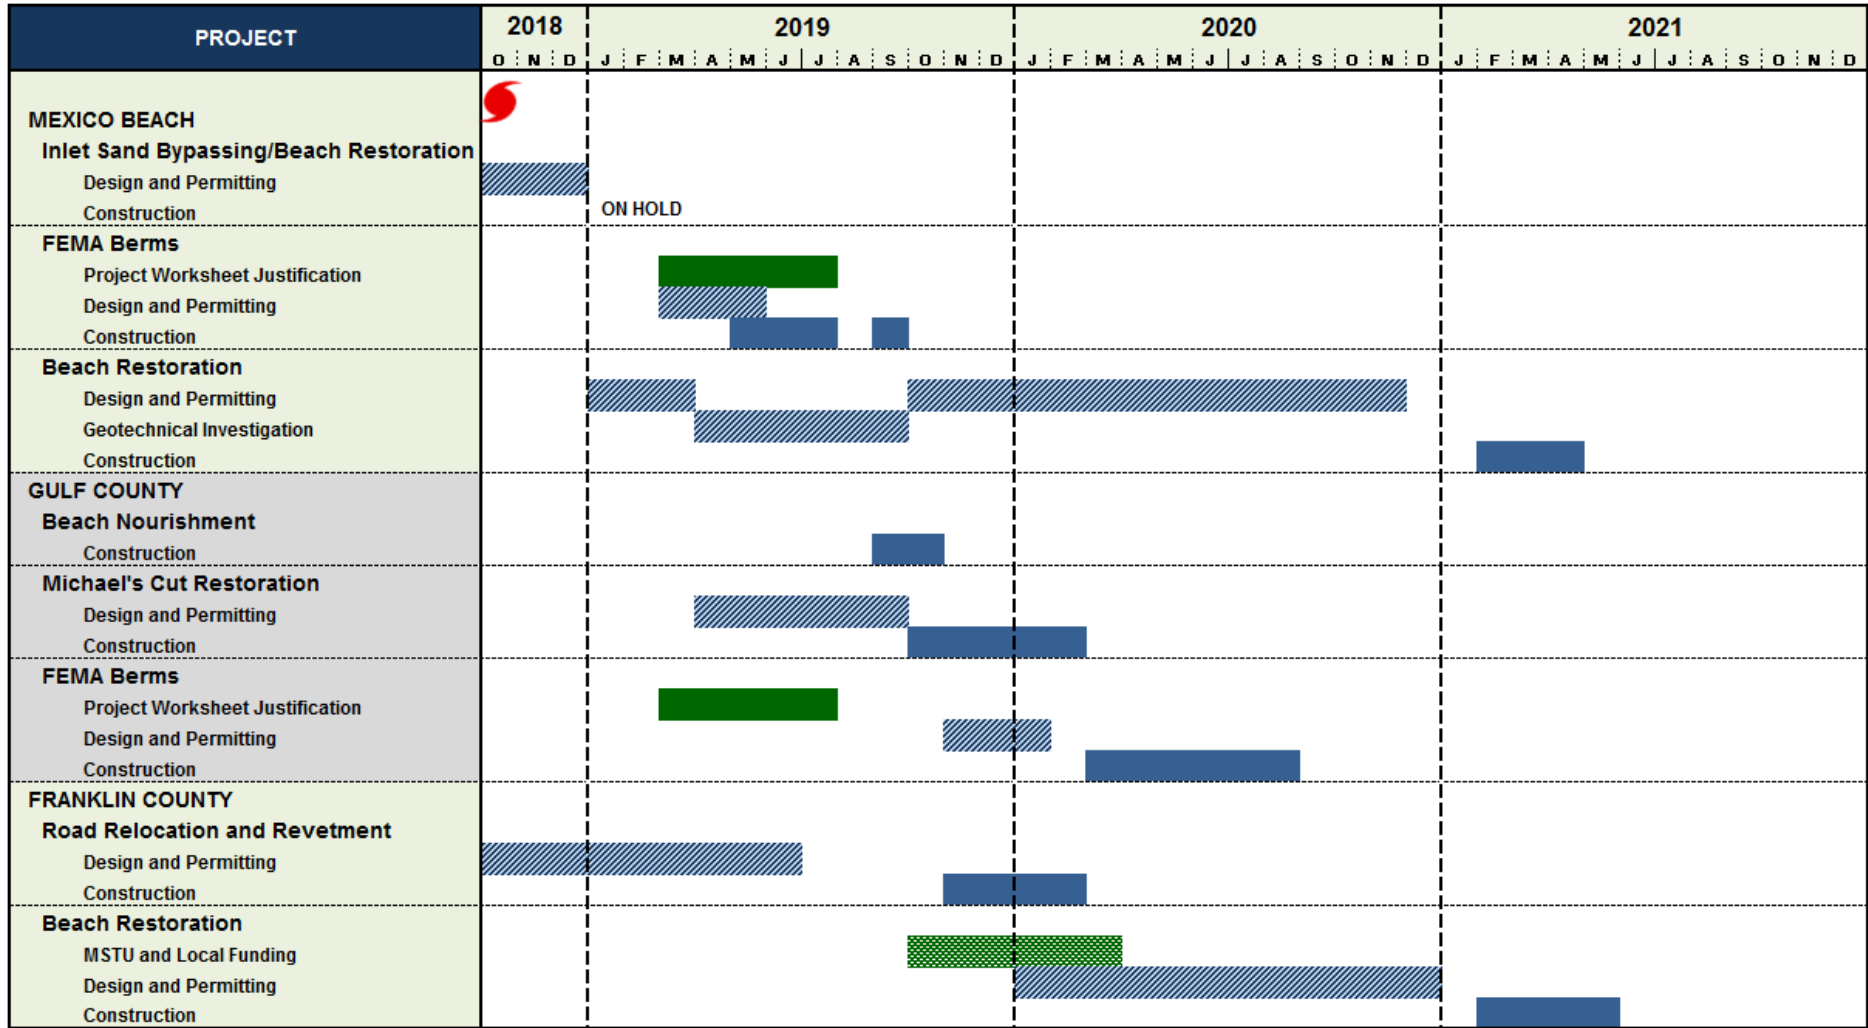 PROJECT
2018 2019 2020 2021
O N D J F M A M J J A S O N D J F M A M J J A S O N D J F M A M J J A S O N D
MEXICO BEACH
Inlet Sand Bypassing/Beach Restoration
Design and Permitting
Construction ON HOLD
FEMA Berms
Project Worksheet Justification
Design and Permitting
Construction
Beach Restoration
Design and Permitting
Geotechnical Investigation
Construction
GULF COUNTY
Beach Nourishment
Construction
Michael's Cut Restoration
Design and Permitting
Construction
FEMA Berms
Project Worksheet Justification
Design and Permitting
Construction
FRANKLIN COUNTY
Road Relocation and Revetment
Design and Permitting
Construction
Beach Restoration
MSTU and Local Funding
Design and Permitting
Construction